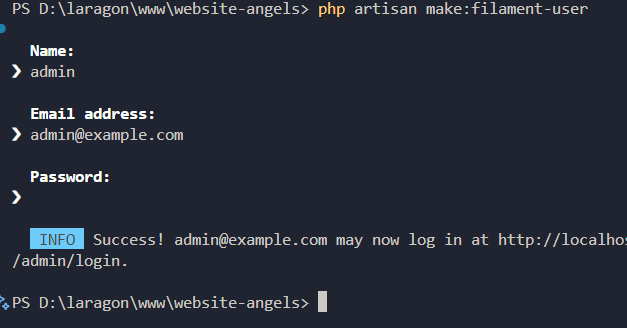 PS D:\laragon\www\website-angels> php artisan make:filament-user
Name:
❯ admin
Email address:
❯ admin@example.com
Password:
❯
INFO Success! admin@example.com may now log in at http://localhos
/admin/login.
PS D:\laragon\www\website-angels>